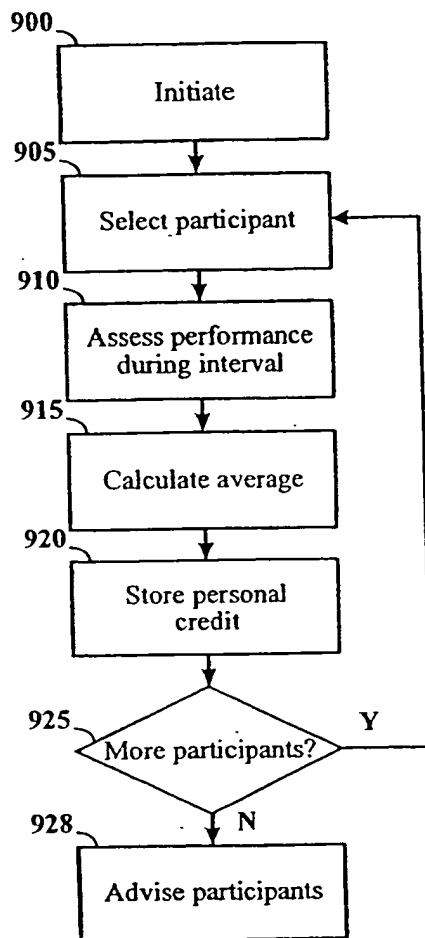 900
Initiate
905
Select participant
910
Assess performance
during interval
915
Calculate average
920
Store personal
credit
925
More participants?
Y
N
928
Advise participants